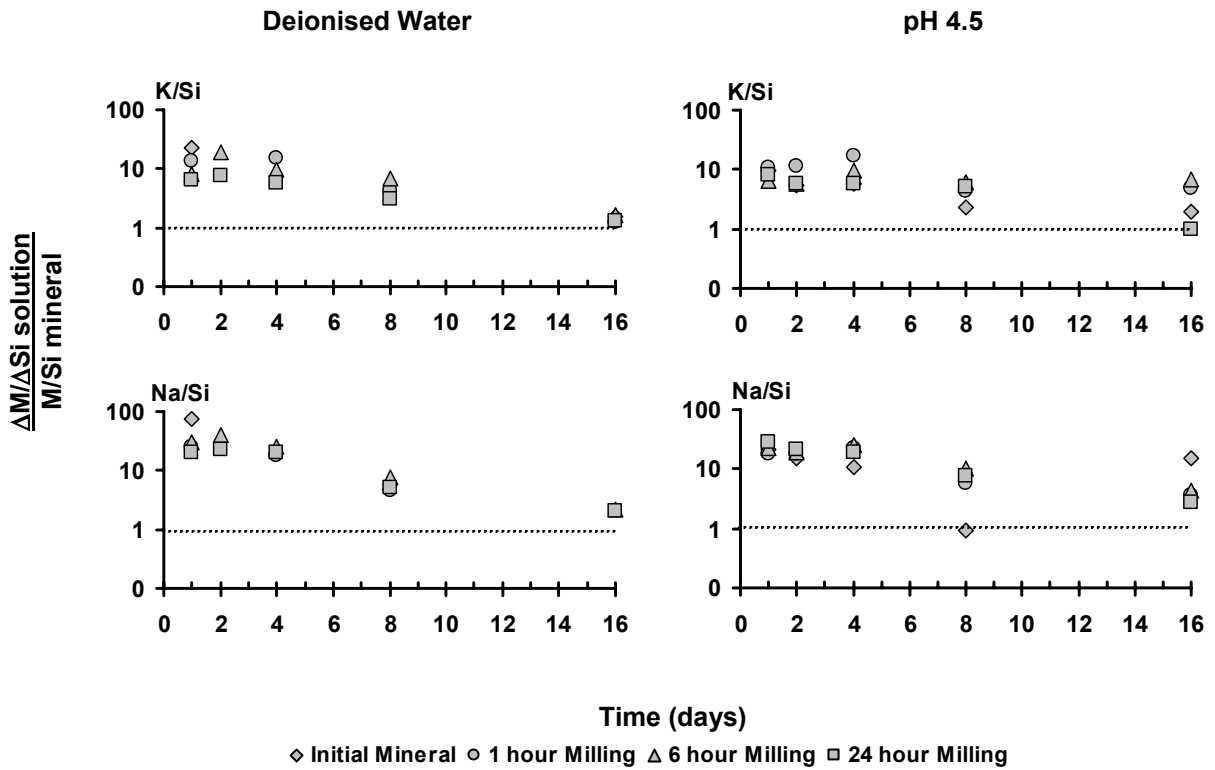 Deionised Water
pH 4.5
K/Si
100
10
1
0
0 2 4 6 8 10 12 14 16
K/Si
100
10
1
0
0 2 4 6 8 10 12 14 16
ΔM/ΔSi solution
M/Si mineral
Na/Si
100
10
1
0
0 2 4 6 8 10 12 14 16
Na/Si
100
10
1
0
0 2 4 6 8 10 12 14 16
Time (days)
Initial Mineral 1 hour Milling 6 hour Milling 24 hour Milling